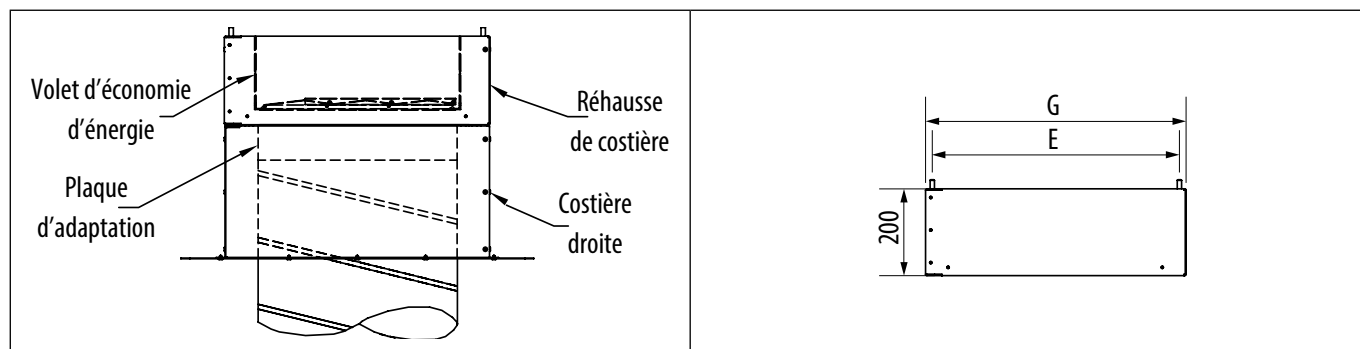 Volet d'économie
d'énergie
Plaque
d'adaptation
Réhausse
de costière
Costière
droite
G
E
200